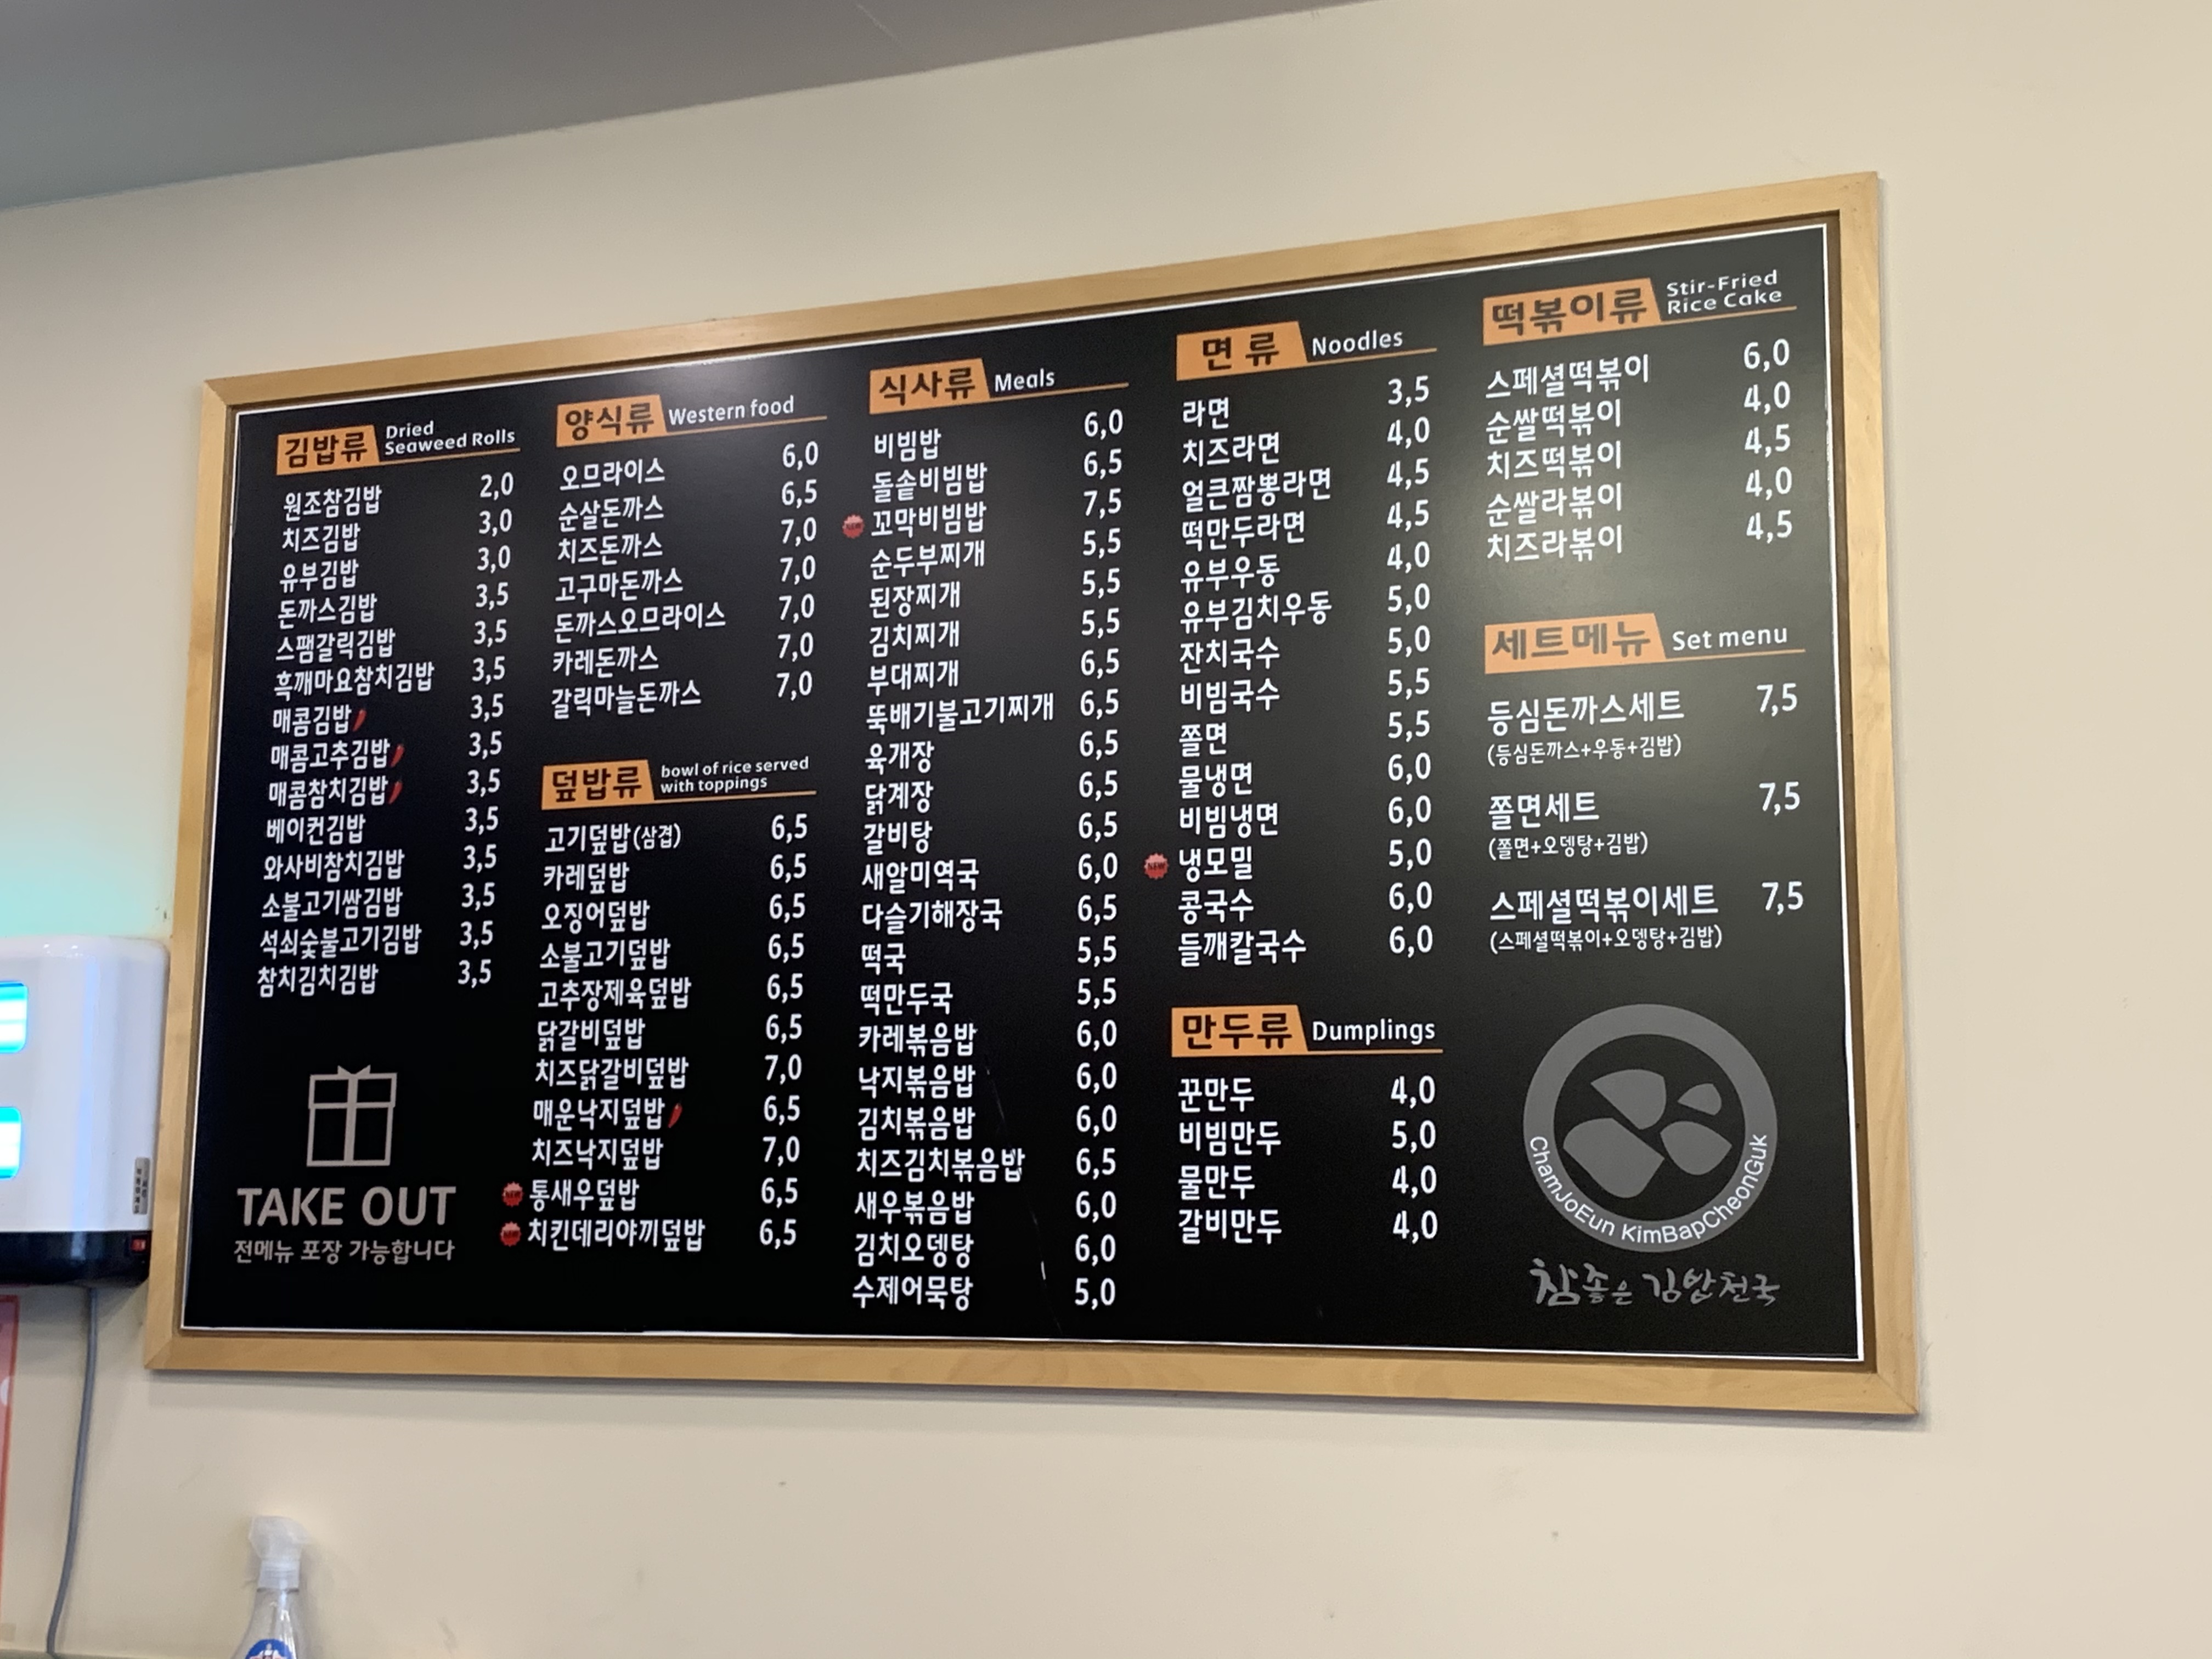 김밥류 Dried Seaweed Rolls
원조참김밥 2,0
치즈김밥 3,0
유부김밥 3,0
돈까스김밥 3,5
스팸갈릭김밥 3,5
흑깨마요참치김밥 3,5
매콤김밥 3,5
매콤고추김밥 3,5
매콤참치김밥 3,5
베이컨김밥 3,5
와사비참치김밥 3,5
소불고기쌈김밥 3,5
석쇠숯불고기김밥 3,5
참치김치김밥 3,5
TAKE OUT
전메뉴 포장 가능합니다
양식류 Western food
오므라이스 6,0
순살돈까스 6,5
치즈돈까스 7,0
고구마돈까스 7,0
돈까스오므라이스 7,0
카레돈까스 7,0
갈릭마늘돈까스 7,0
덮밥류 bowl of rice served with toppings
고기덮밥(삼겹) 6,5
카레덮밥 6,5
오징어덮밥 6,5
소불고기덮밥 6,5
고추장제육덮밥 6,5
닭갈비덮밥 6,5
치즈닭갈비덮밥 7,0
매운낙지덮밥 6,5
치즈낙지덮밥 7,0
NEW 통새우덮밥 6,5
NEW 치킨데리야끼덮밥 6,5
식사류 Meals
비빔밥 6,0
돌솥비빔밥 6,5
NEW 꼬막비빔밥 7,5
순두부찌개 5,5
된장찌개 5,5
김치찌개 5,5
부대찌개 6,5
뚝배기불고기찌개 6,5
육개장 6,5
닭계장 6,5
갈비탕 6,5
새알미역국 6,0
다슬기해장국 6,5
떡국 5,5
떡만두국 5,5
카레볶음밥 6,0
낙지볶음밥 6,0
김치볶음밥 6,0
치즈김치볶음밥 6,5
새우볶음밥 6,0
김치오뎅탕 6,0
수제어묵탕 5,0
면류 Noodles
라면 3,5
치즈라면 4,0
얼큰짬뽕라면 4,5
떡만두라면 4,5
유부우동 4,0
유부김치우동 5,0
잔치국수 5,0
비빔국수 5,5
쫄면 5,5
물냉면 6,0
비빔냉면 6,0
NEW 냉모밀 5,0
콩국수 6,0
들깨칼국수 6,0
만두류 Dumplings
꾼만두 4,0
비빔만두 5,0
물만두 4,0
갈비만두 4,0
떡볶이류 Stir-Fried Rice Cake
스페셜떡볶이 6,0
순쌀떡볶이 4,0
치즈떡볶이 4,5
순쌀라볶이 4,0
치즈라볶이 4,5
세트메뉴 Set menu
등심돈까스세트 7,5
(등심돈까스+우동+김밥)
쫄면세트 7,5
(쫄면+오뎅탕+김밥)
스페셜떡볶이세트 7,5
(스페셜떡볶이+오뎅탕+김밥)
ChamJoEun KimBapCheonGuk
참좋은 김밥천국